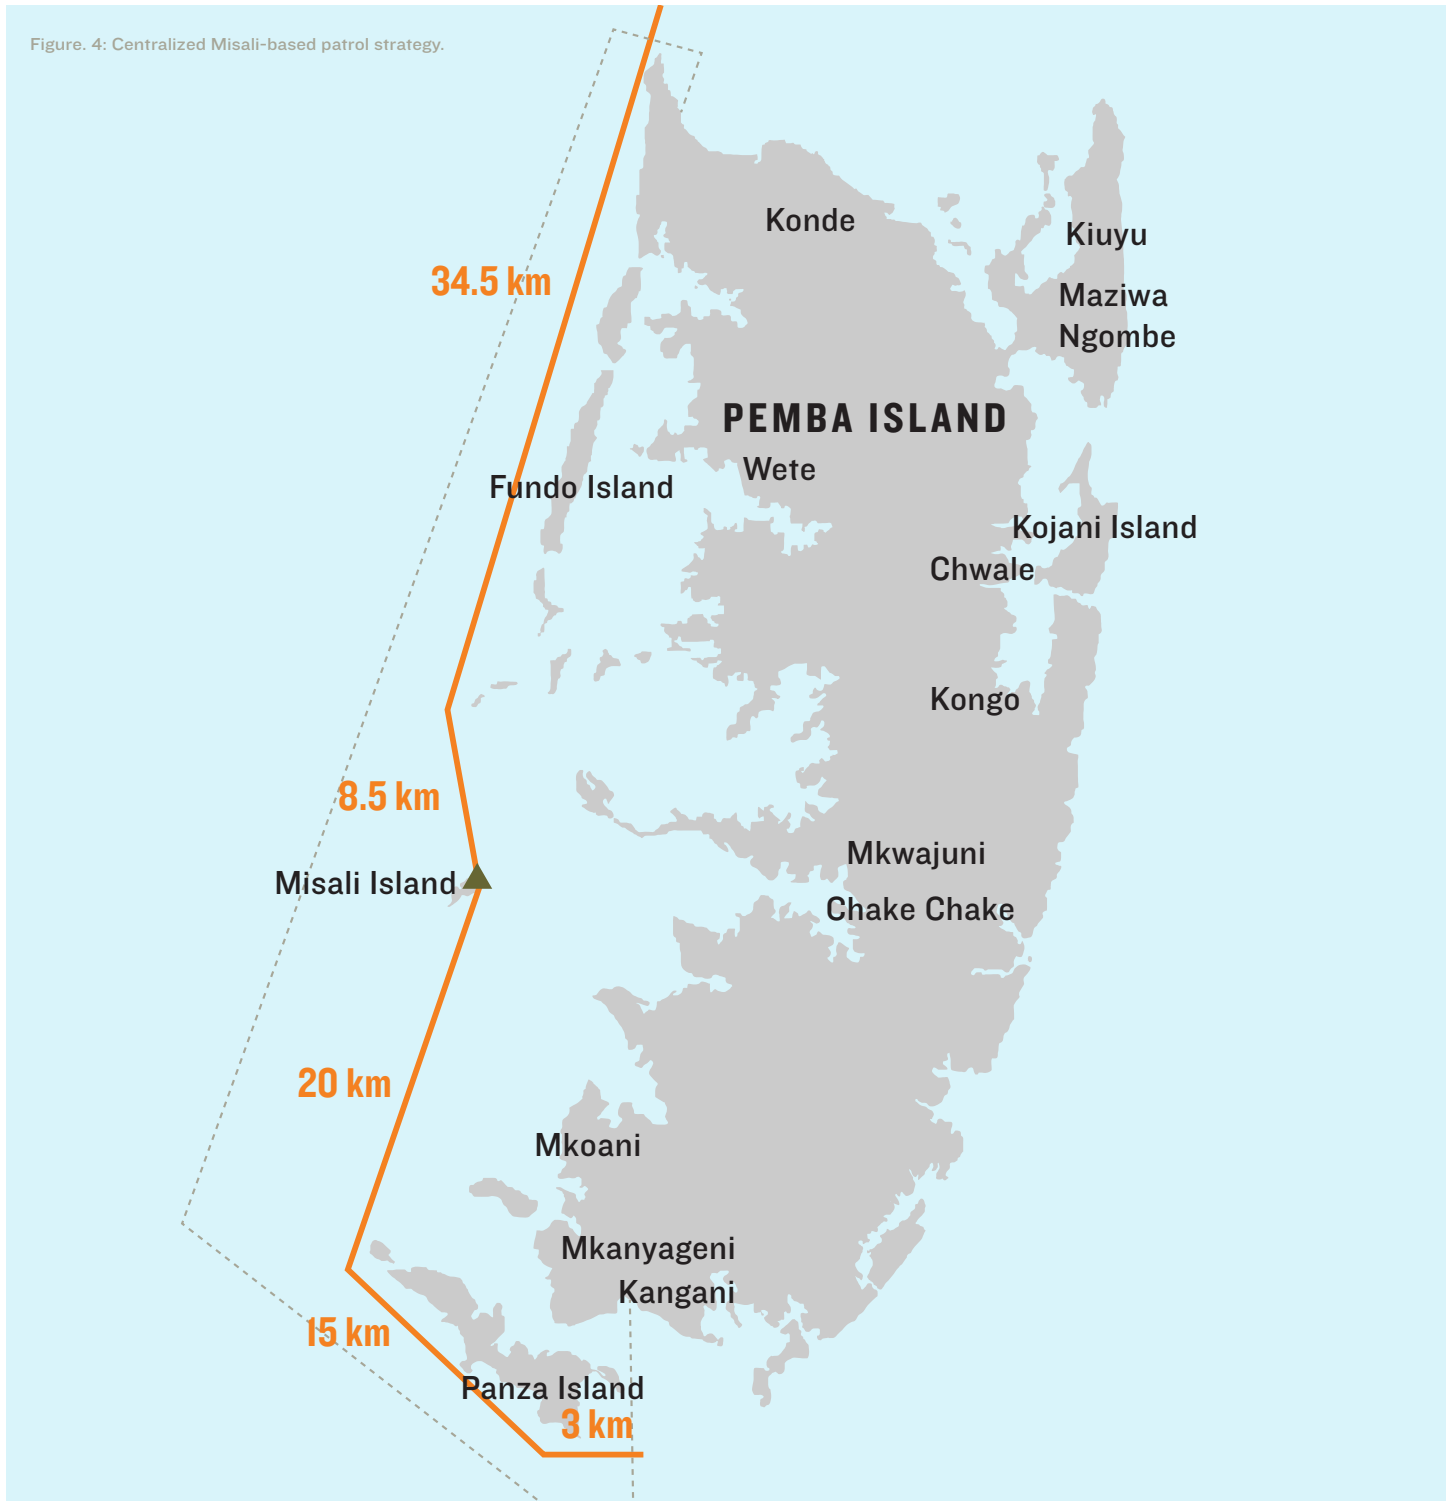 Figure. 4: Centralized Misali-based patrol strategy.
Konde
Kiuyu
34.5 km
Maziwa
Ngombe
PEMBA ISLAND
Wete
Fundo Island
Kojani Island
Chwale
Kongo
8.5 km
Mkwajuni
Misali Island
Chake Chake
20 km
Mkoani
Mkanyageni
Kangani
15 km
Panza Island
3 km